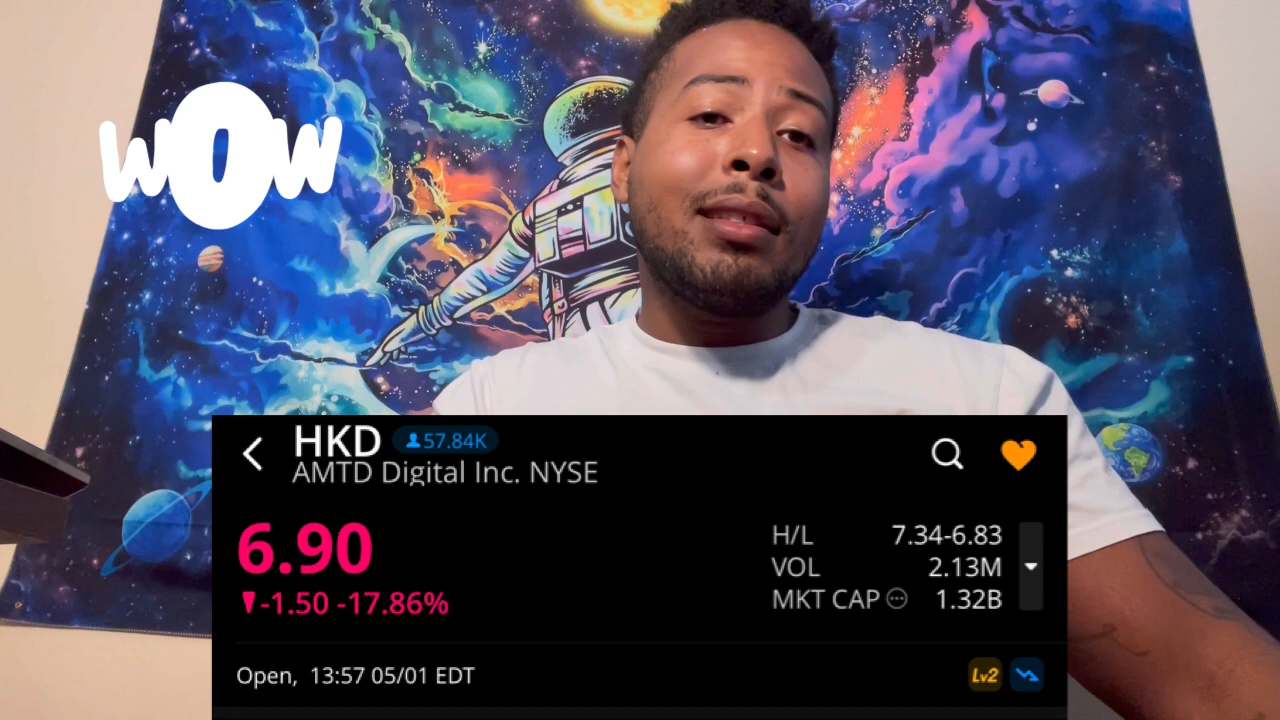 WOW
HKD 57.84K
AMTD Digital Inc. NYSE
6.90
-1.50 -17.86%
H/L 7.34-6.83
VOL 2.13M
MKT CAP 1.32B
Open, 13:57 05/01 EDT
Lv2